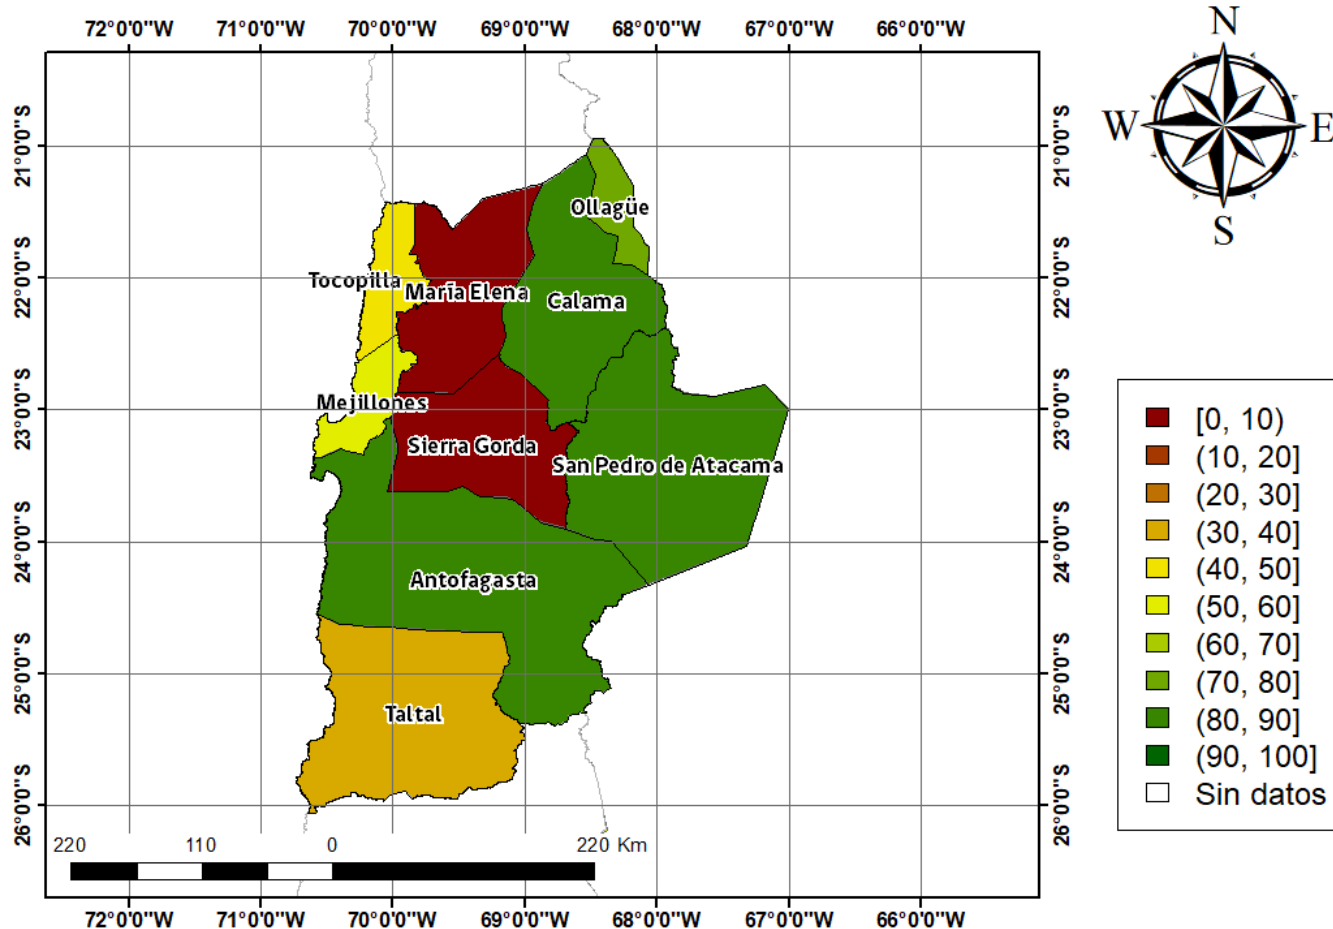 72°0'0"W 71°0'0"W 70°0'0"W 69°0'0"W 68°0'0"W 67°0'0"W 66°0'0"W
N
W E
S
21°0'0"S 21°0'0"S
Ollagüe
22°0'0"S 22°0'0"S
Tocopilla
María Elena
Calama
23°0'0"S 23°0'0"S
Mejillones
Sierra Gorda
San Pedro de Atacama
24°0'0"S 24°0'0"S
Antofagasta
25°0'0"S 25°0'0"S
Taltal
26°0'0"S 26°0'0"S
220 110 0 220 Km
72°0'0"W 71°0'0"W 70°0'0"W 69°0'0"W 68°0'0"W 67°0'0"W 66°0'0"W
[0, 10)
(10, 20]
(20, 30]
(30, 40]
(40, 50]
(50, 60]
(60, 70]
(70, 80]
(80, 90]
(90, 100]
Sin datos